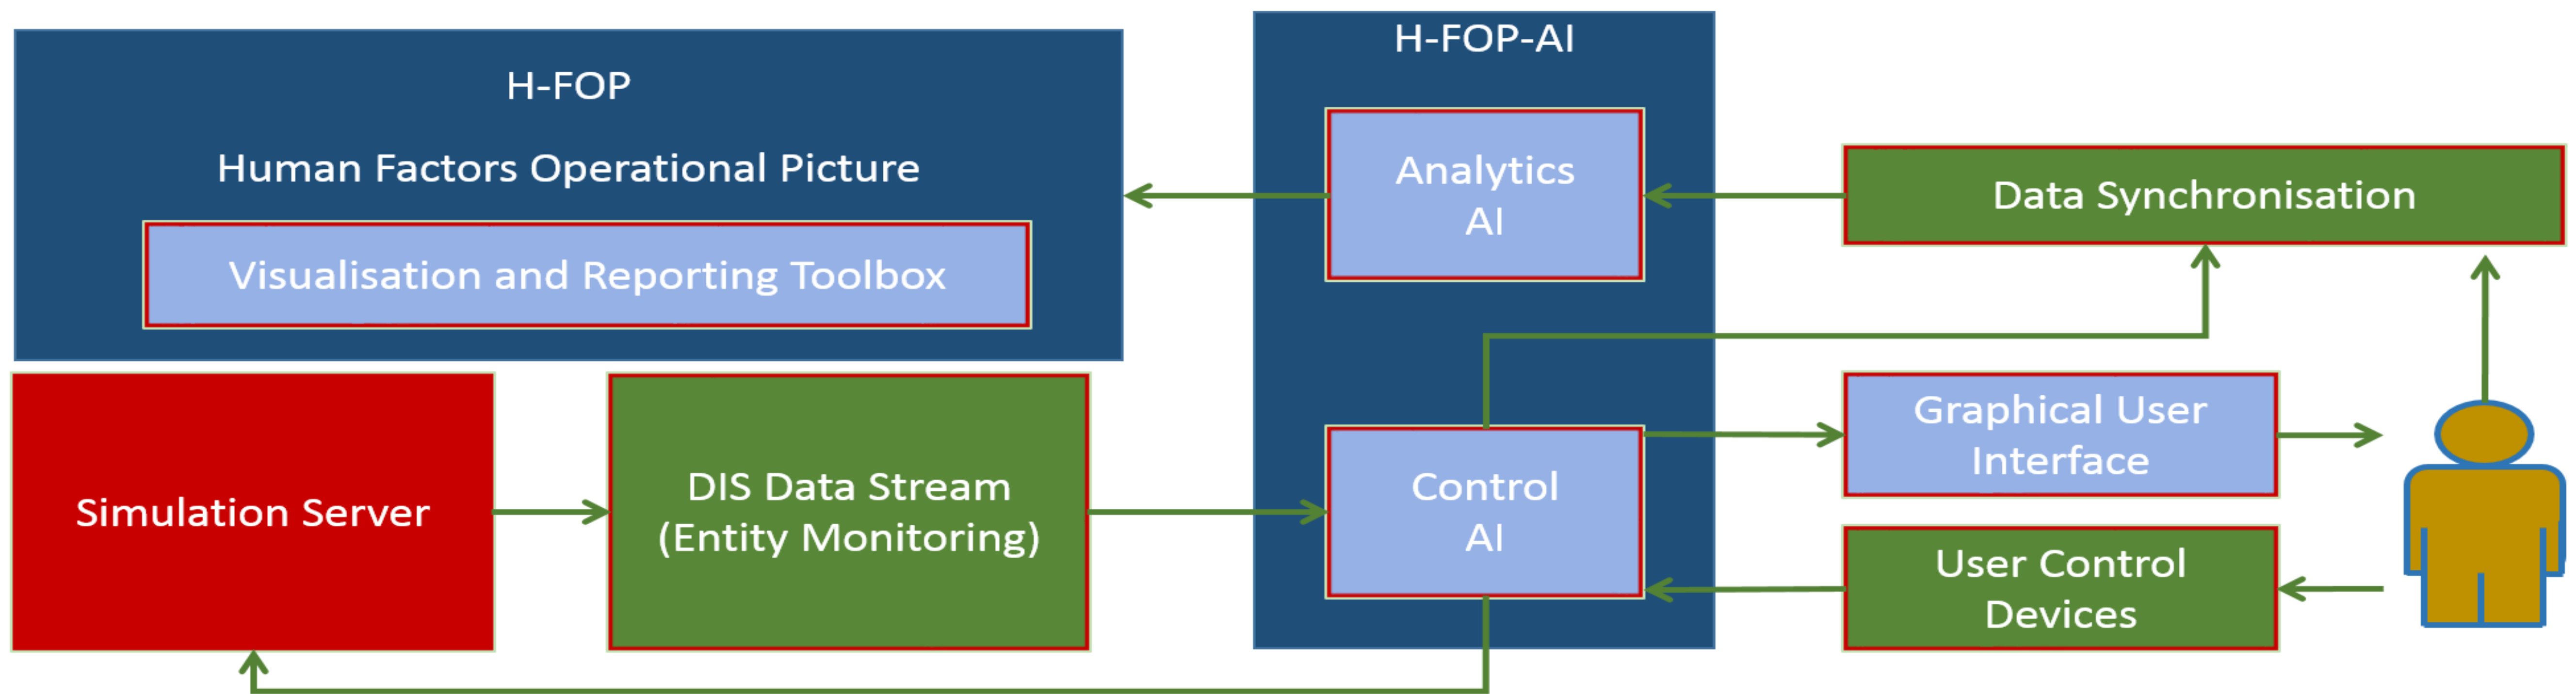 H-FOP
Human Factors Operational Picture
Visualisation and Reporting Toolbox
H-FOP-AI
Analytics
AI
Data Synchronisation
Simulation Server
DIS Data Stream
(Entity Monitoring)
Control
AI
Graphical User
Interface
User Control
Devices